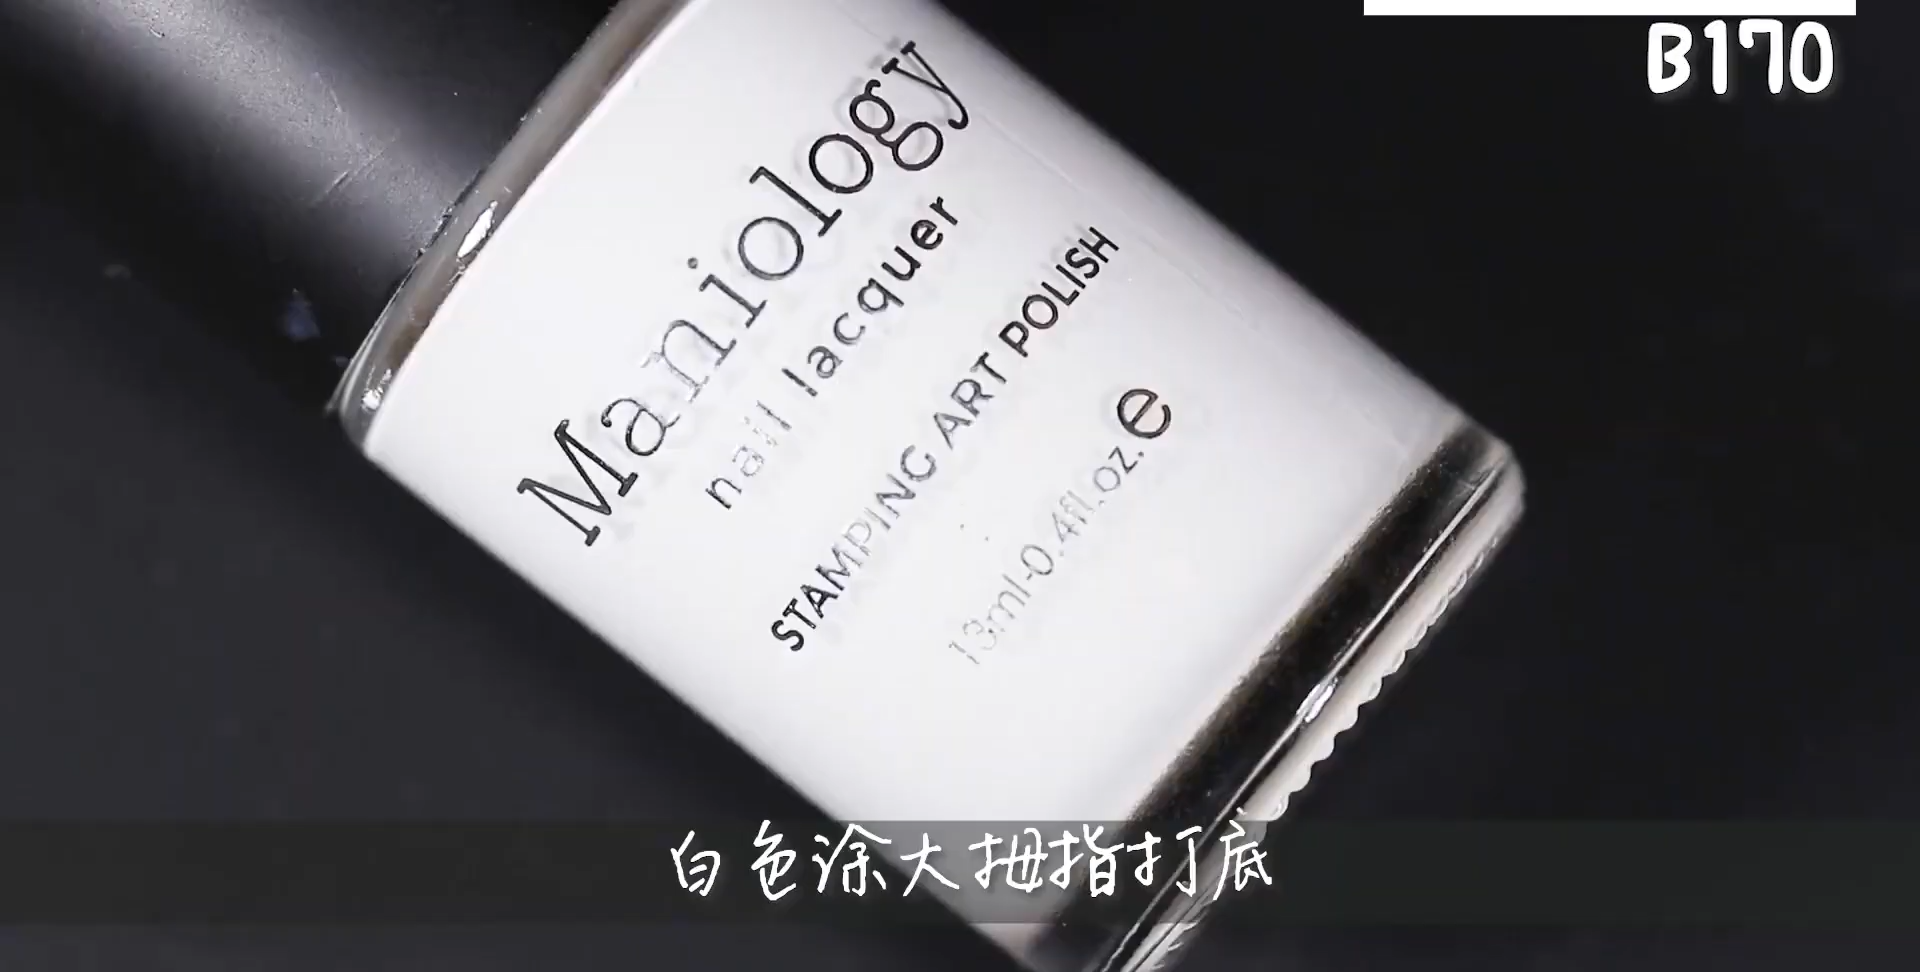 B170
Maniology
nail lacquer
STAMPING ART POLISH
13ml-0.4fl.oz. e
白色涂大拇指打底